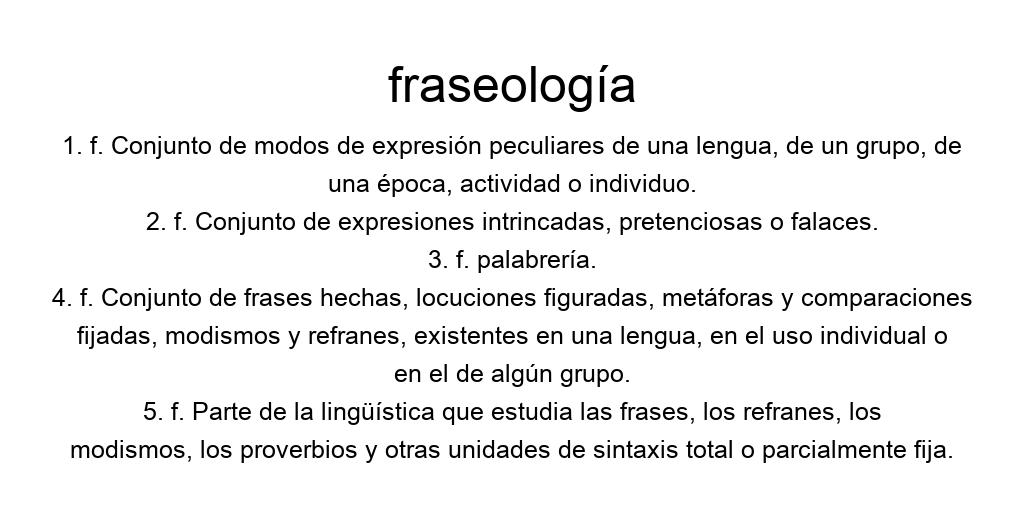 fraseología
1. f. Conjunto de modos de expresión peculiares de una lengua, de un grupo, de
una época, actividad o individuo.
2. f. Conjunto de expresiones intrincadas, pretenciosas o falaces.
3. f. palabrería.
4. f. Conjunto de frases hechas, locuciones figuradas, metáforas y comparaciones
fijadas, modismos y refranes, existentes en una lengua, en el uso individual o
en el de algún grupo.
5. f. Parte de la lingüística que estudia las frases, los refranes, los
modismos, los proverbios y otras unidades de sintaxis total o parcialmente fija.